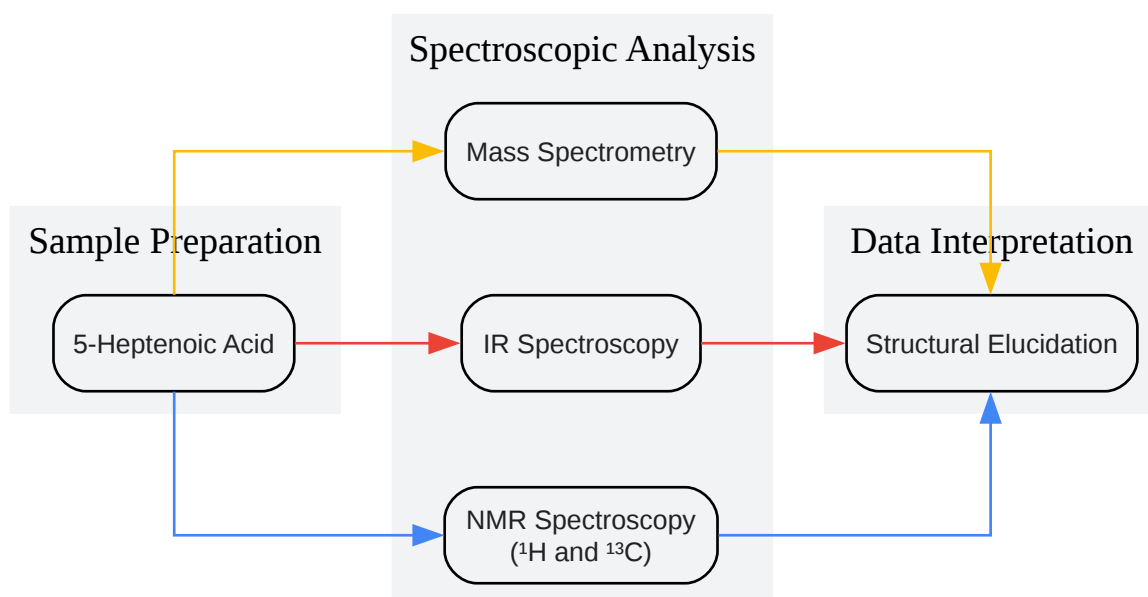 Spectroscopic Analysis
Mass Spectrometry
Sample Preparation
Data Interpretation
5-Heptenoic Acid
IR Spectroscopy
Structural Elucidation
NMR Spectroscopy
(¹H and ¹³C)